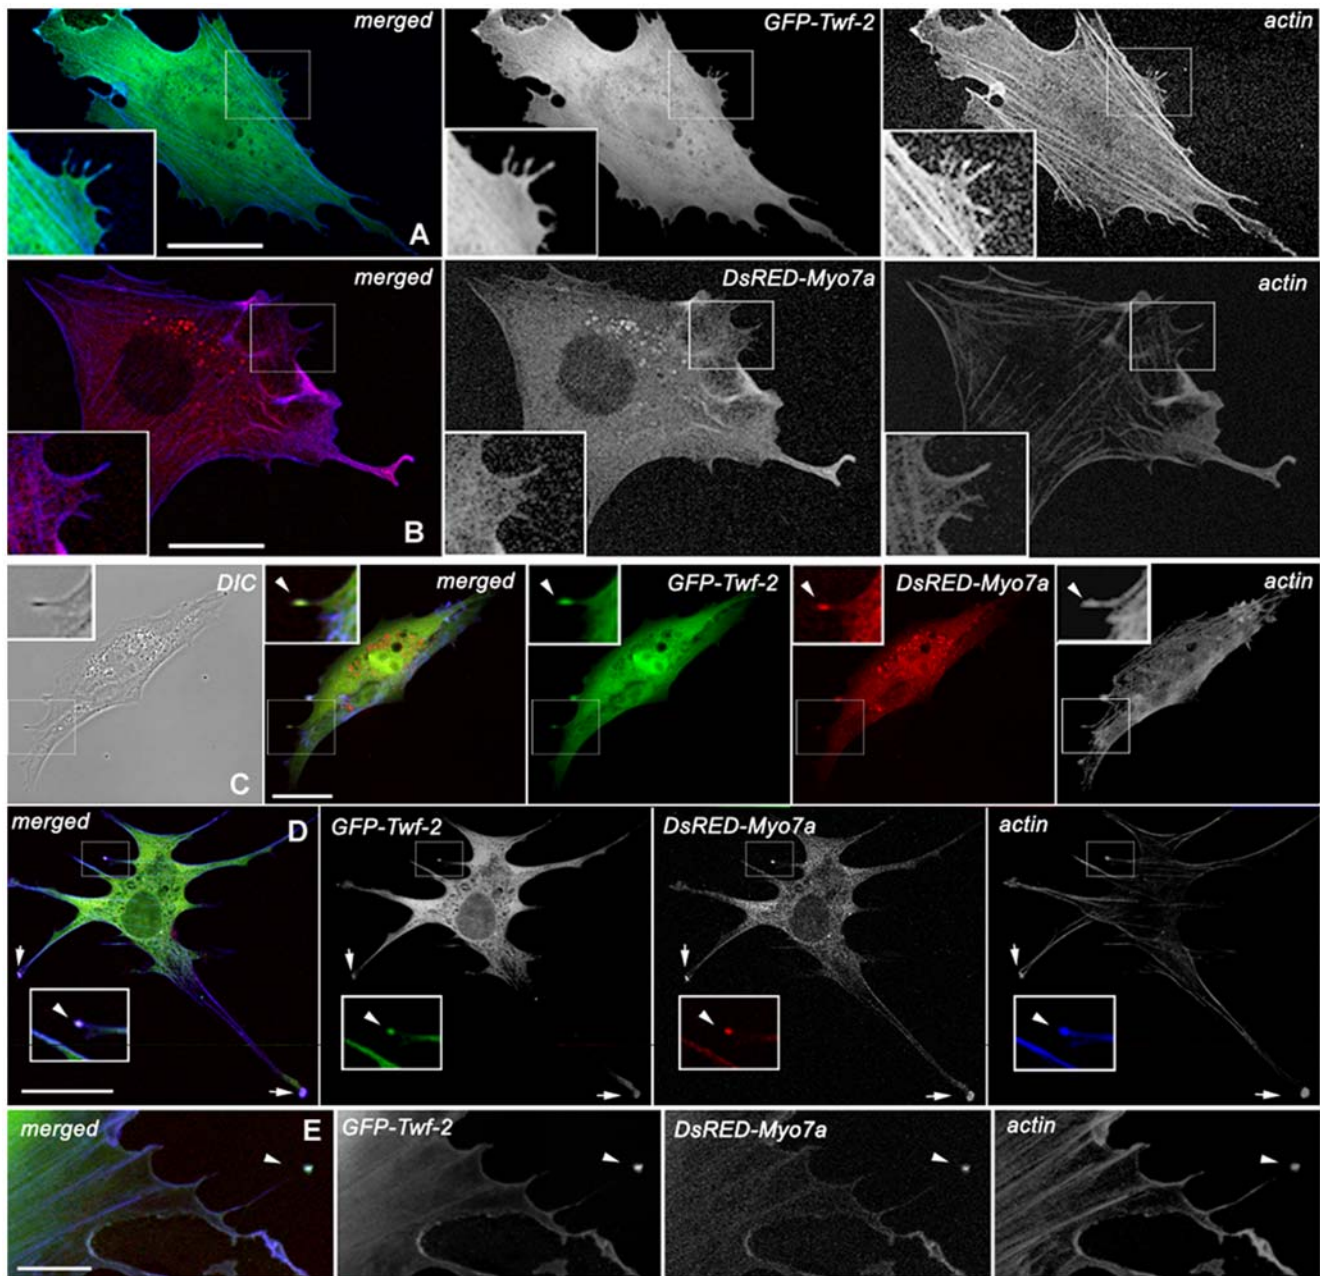 merged GFP-Twf-2 actin
A
merged DsRED-Myo7a actin
B
DIC merged GFP-Twf-2 DsRED-Myo7a actin
C
merged D GFP-Twf-2 DsRED-Myo7a actin
merged E GFP-Twf-2 DsRED-Myo7a actin